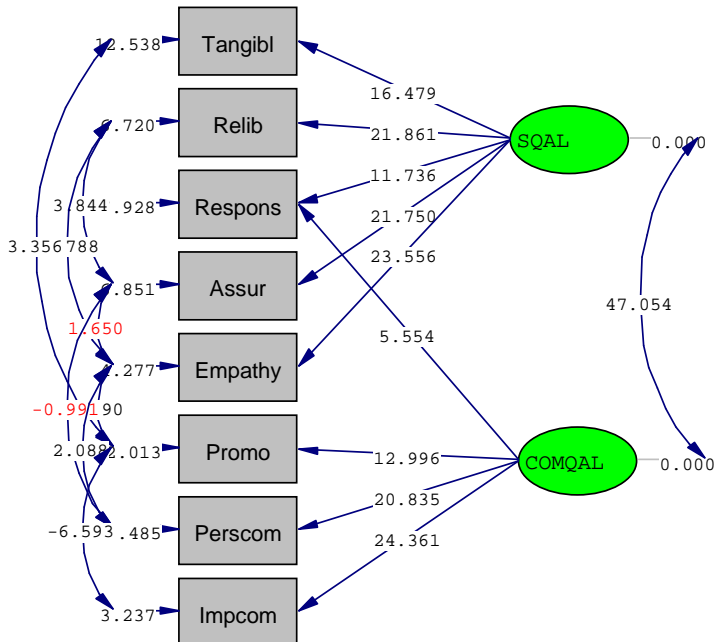 12.538 Tangibl
16.479
.720 Relib 21.861 SQAL 0.000
3.844 .928 Respons 11.736
21.750
3.356 788
23.556
.851 Assur 47.054
1.650 5.554
.277 Empathy
-0.991 90
2.088 2.013 Promo 12.996 COMQAL 0.000
20.835
-6.593 .485 Perscom 24.361
3.237 Impcom